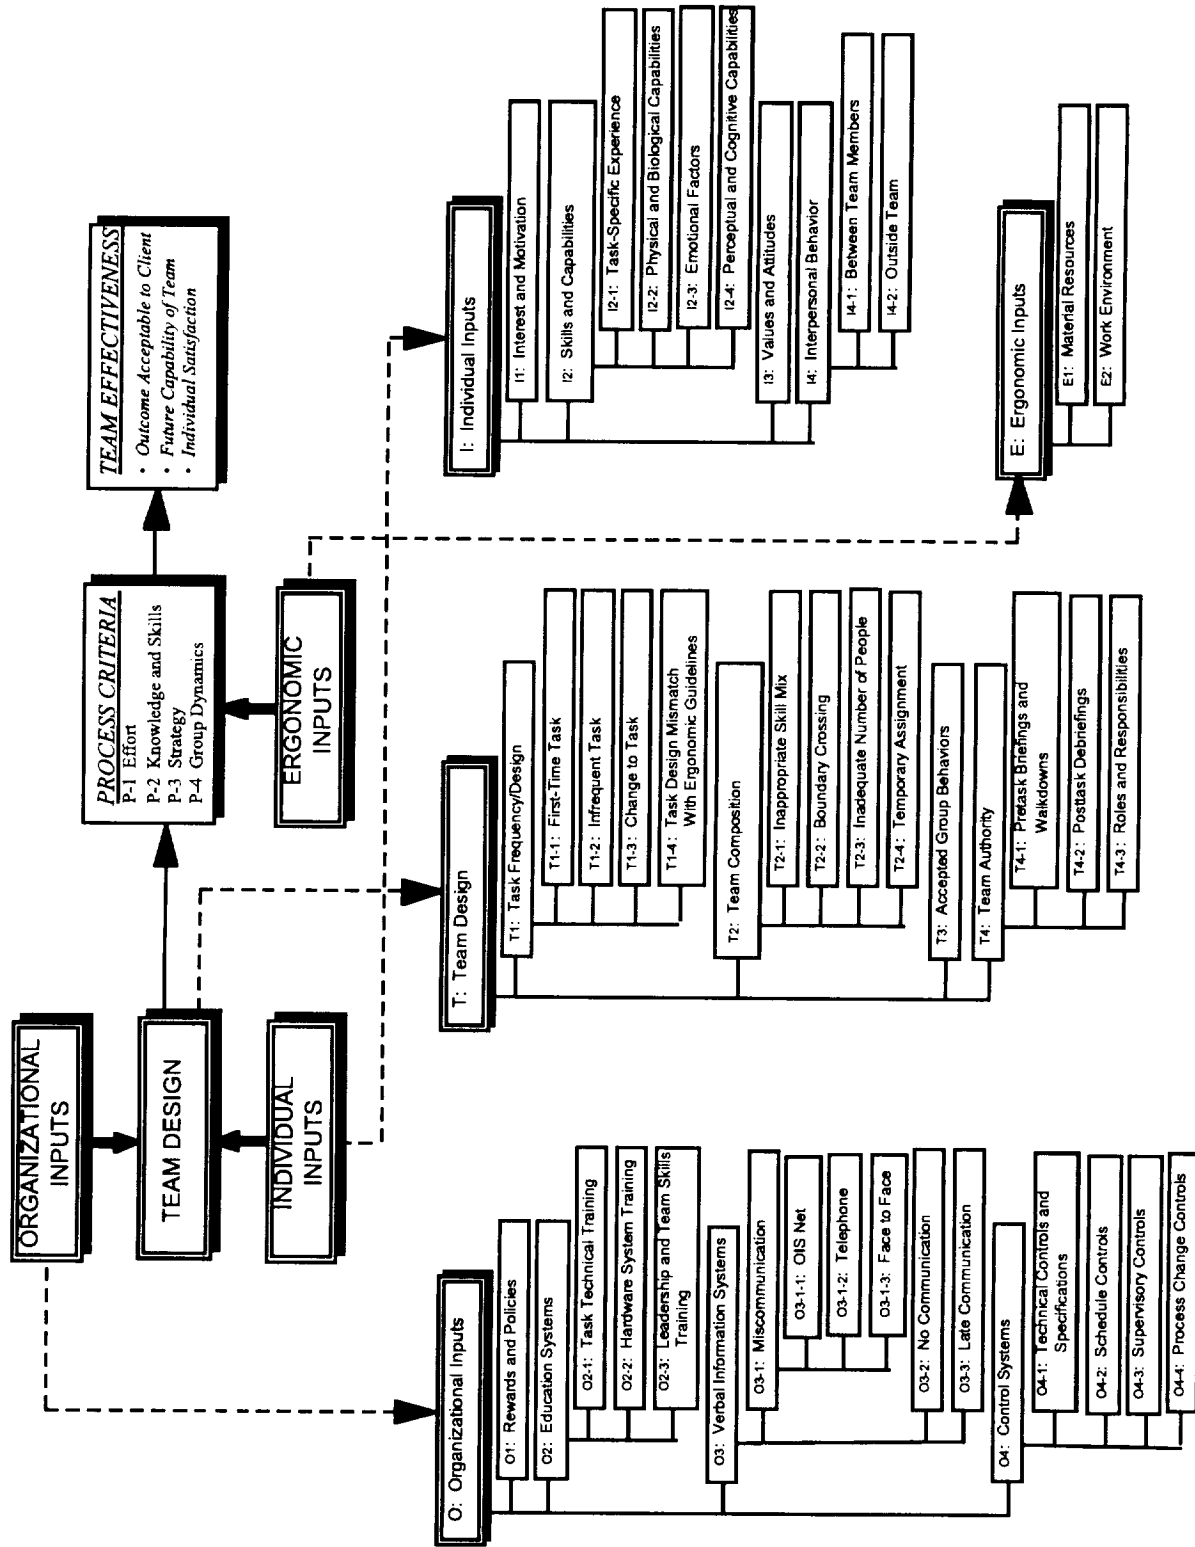 ORGANIZATIONAL
INPUTS
TEAM DESIGN
INDIVIDUAL
INPUTS
PROCESS CRITERIA
P-1 Effort
P-2 Knowledge and Skills
P-3 Strategy
P-4 Group Dynamics
ERGONOMIC
INPUTS
TEAM EFFECTIVENESS
• Outcome Acceptable to Client
• Future Capability of Team
• Individual Satisfaction
O: Organizational Inputs
O1: Rewards and Policies
O2: Education Systems
O2-1: Task Technical Training
O2-2: Hardware System Training
O2-3: Leadership and Team Skills
Training
O3: Verbal Information Systems
O3-1: Miscommunication
O3-1-1: OIS Net
O3-1-2: Telephone
O3-1-3: Face to Face
O3-2: No Communication
O3-3: Late Communication
O4: Control Systems
O4-1: Technical Controls and
Specifications
O4-2: Schedule Controls
O4-3: Supervisory Controls
O4-4: Process Change Controls
T: Team Design
T1: Task Frequency/Design
T1-1: First-Time Task
T1-2: Infrequent Task
T1-3: Change to Task
T1-4: Task Design Mismatch
With Ergonomic Guidelines
T2: Team Composition
T2-1: Inappropriate Skill Mix
T2-2: Boundary Crossing
T2-3: Inadequate Number of People
T2-4: Temporary Assignment
T3: Accepted Group Behaviors
T4: Team Authority
T4-1: Pretask Briefings and
Walkdowns
T4-2: Posttask Debriefings
T4-3: Roles and Responsibilities
I: Individual Inputs
I1: Interest and Motivation
I2: Skills and Capabilities
I2-1: Task-Specific Experience
I2-2: Physical and Biological Capabilities
I2-3: Emotional Factors
I2-4: Perceptual and Cognitive Capabilities
I3: Values and Attitudes
I4: Interpersonal Behavior
I4-1: Between Team Members
I4-2: Outside Team
E: Ergonomic Inputs
E1: Material Resources
E2: Work Environment